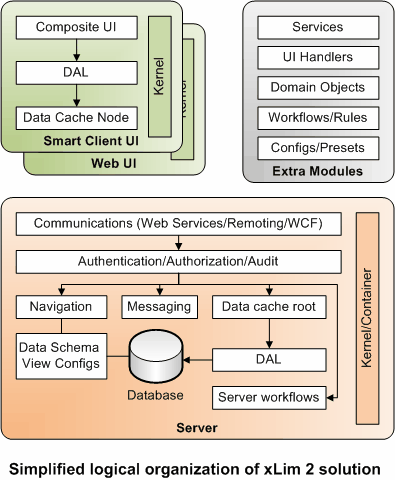 Composite UI
DAL
Data Cache Node
Kernel
Smart Client UI
Kernel
Web UI
Services
UI Handlers
Domain Objects
Workflows/Rules
Configs/Presets
Extra Modules
Communications (Web Services/Remoting/WCF)
Authentication/Authorization/Audit
Navigation
Messaging
Data cache root
Data Schema
View Configs
Database
DAL
Server workflows
Kernel/Container
Server
Simplified logical organization of xLim 2 solution